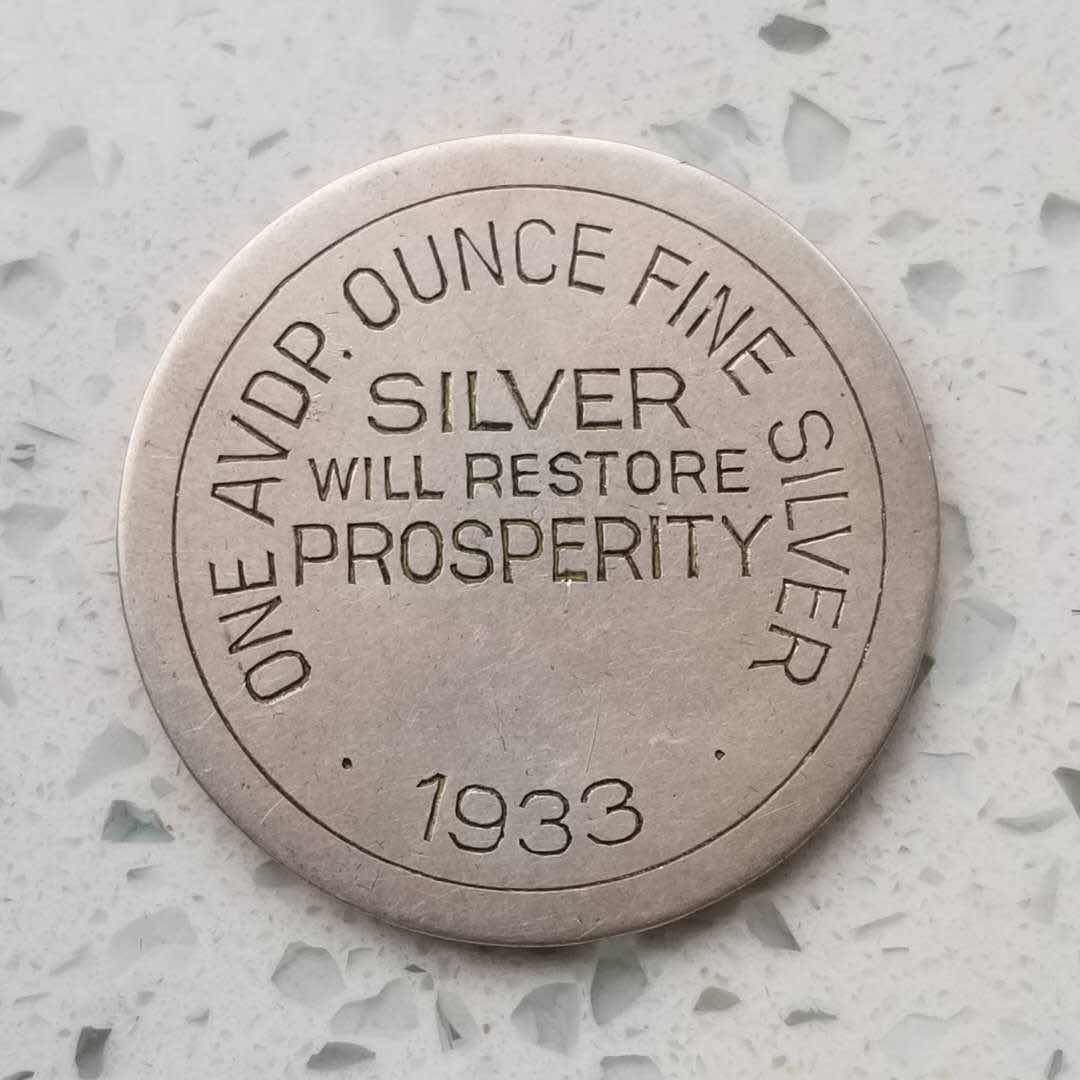 ONE AVDP. OUNCE FINE SILVER
SILVER
WILL RESTORE
PROSPERITY
· 1933 ·